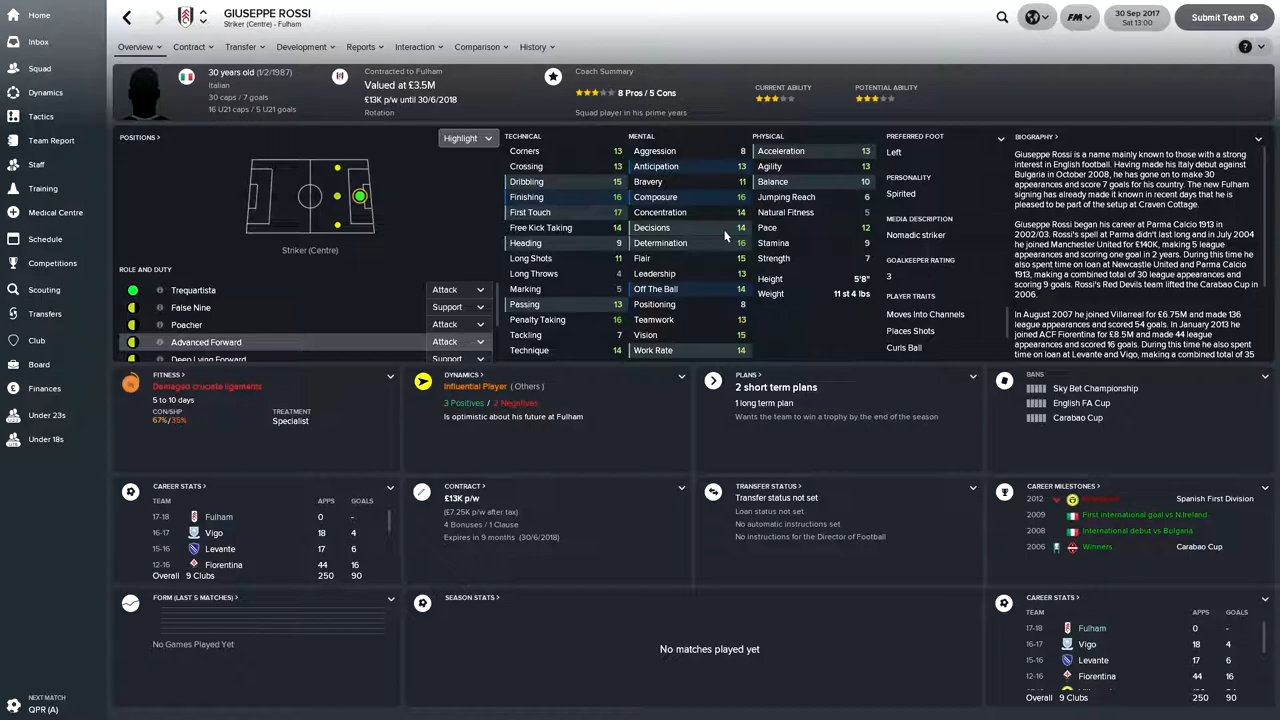 Home
Inbox
Squad
Dynamics
Tactics
Team Report
Staff
Training
Medical Centre
Schedule
Competitions
Scouting
Transfers
Club
Board
Finances
Under 23s
Under 18s
NEXT MATCH
QPR (A)
GIUSEPPE ROSSI
Striker (Centre) - Fulham
FM
30 Sep 2017
Sat 13:00
Submit Team
Overview
Contract
Transfer
Development
Reports
Interaction
Comparison
History
?
30 years old (1/2/1987)
Italian
30 caps / 7 goals
16 U21 caps / 5 U21 goals
Contracted to Fulham
Valued at £3.5M
£13K p/w until 30/6/2018
Rotation
Coach Summary
8 Pros / 5 Cons
Squad player in his prime years
CURRENT ABILITY
POTENTIAL ABILITY
POSITIONS >
Highlight
Striker (Centre)
ROLE AND DUTY
Trequartista Attack
False Nine Support
Poacher Attack
Advanced Forward Attack
Deep Lying Forward Support
TECHNICAL
Corners 13
Crossing 13
Dribbling 15
Finishing 16
First Touch 17
Free Kick Taking 14
Heading 9
Long Shots 11
Long Throws 4
Marking 5
Passing 13
Penalty Taking 16
Tackling 7
Technique 14
MENTAL
Aggression 8
Anticipation 13
Bravery 11
Composure 16
Concentration 14
Decisions 14
Determination 16
Flair 15
Leadership 13
Off The Ball 14
Positioning 8
Teamwork 13
Vision 15
Work Rate 14
PHYSICAL
Acceleration 13
Agility 13
Balance 10
Jumping Reach 6
Natural Fitness 5
Pace 12
Stamina 9
Strength 7
Height 5'8"
Weight 11 st 4 lbs
PREFERRED FOOT
Left
PERSONALITY
Spirited
MEDIA DESCRIPTION
Nomadic striker
GOALKEEPER RATING
3
PLAYER TRAITS
Moves Into Channels
Places Shots
Curls Ball
BIOGRAPHY >
Giuseppe Rossi is a name mainly known to those with a strong
interest in English football. Having made his Italy debut against
Bulgaria in October 2008, he has gone on to make 30
appearances and score 7 goals for his country. The new Fulham
signing has already made it known in recent days that he is
pleased to be part of the setup at Craven Cottage.
Giuseppe Rossi began his career at Parma Calcio 1913 in
2002/03. Rossi's spell at Parma didn't last long and in July 2004
he joined Manchester United for £140K, making 5 league
appearances and scoring one goal in 2 years. During this time he
also spent time on loan at Newcastle United and Parma Calcio
1913, making a combined total of 30 league appearances and
scoring 9 goals. Rossi's Red Devils team lifted the Carabao Cup in
2006.
In August 2007 he joined Villarreal for £6.75M and made 136
league appearances and scored 54 goals. In January 2013 he
joined ACF Fiorentina for £8.5M and made 44 league
appearances and scored 16 goals. During this time he also
spent time on loan at Levante and Vigo, making a combined total of 35
FITNESS >
Damaged cruciate ligaments
5 to 10 days
CON/SHP
67%/35%
TREATMENT
Specialist
DYNAMICS >
Influential Player (Others)
3 Positives / 2 Negatives
Is optimistic about his future at Fulham
PLANS >
2 short term plans
1 long term plan
Wants the team to win a trophy by the end of the season
BANS
Sky Bet Championship
English FA Cup
Carabao Cup
CAREER STATS >
TEAM APPS GOALS
17-18 Fulham 0 -
16-17 Vigo 18 4
15-16 Levante 17 6
12-16 Fiorentina 44 16
Overall 9 Clubs 250 90
CONTRACT >
£13K p/w
(£7.25K p/w after tax)
4 Bonuses / 1 Clause
Expires in 9 months (30/6/2018)
TRANSFER STATUS >
Transfer status not set
Loan status not set
No automatic instructions set
No instructions for the Director of Football
CAREER MILESTONES >
2012 Spanish First Division
2009 First international goal vs N.Ireland
2008 International debut vs Bulgaria
2006 Winners Carabao Cup
FORM (LAST 5 MATCHES) >
No Games Played Yet
SEASON STATS >
No matches played yet
CAREER STATS >
TEAM APPS GOALS
17-18 Fulham 0 -
16-17 Vigo 18 4
15-16 Levante 17 6
12-16 Fiorentina 44 16
Overall 9 Clubs 250 90